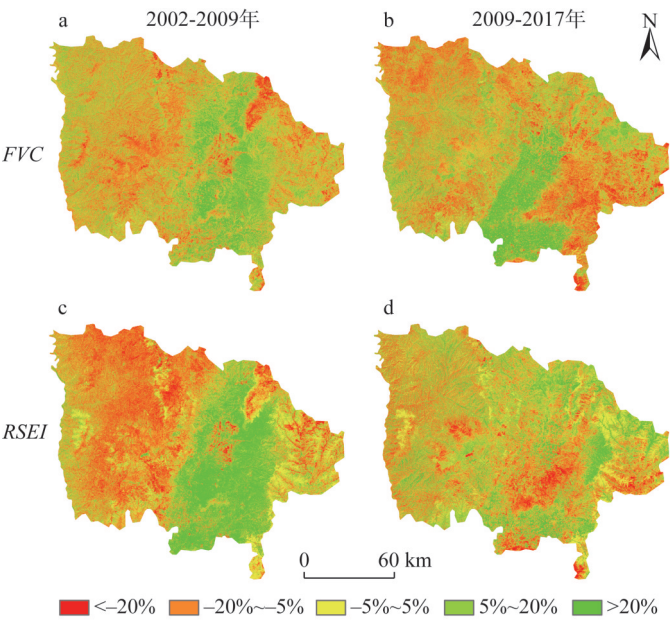 a 2002-2009年 b 2009-2017年 N
FVC
c d
RSEI
0 60 km
<–20% –20%~–5% –5%~5% 5%~20% >20%